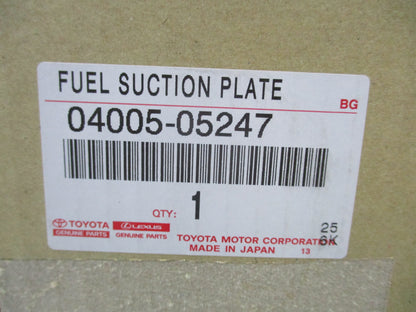 FUEL SUCTION PLATE
BG
04005-05247
QTY: 1
TOYOTA LEXUS
GENUINE PARTS GENUINE PARTS
25
6K
TOYOTA MOTOR CORPORATION
MADE IN JAPAN 13